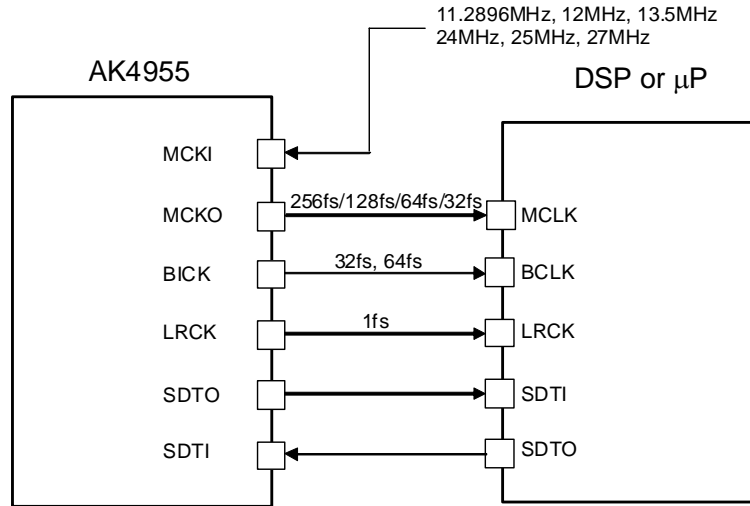 11.2896MHz, 12MHz, 13.5MHz
24MHz, 25MHz, 27MHz
AK4955
DSP or μP
MCKI
MCKO
256fs/128fs/64fs/32fs
MCLK
BICK
32fs, 64fs
BCLK
LRCK
1fs
LRCK
SDTO
SDTI
SDTI
SDTO